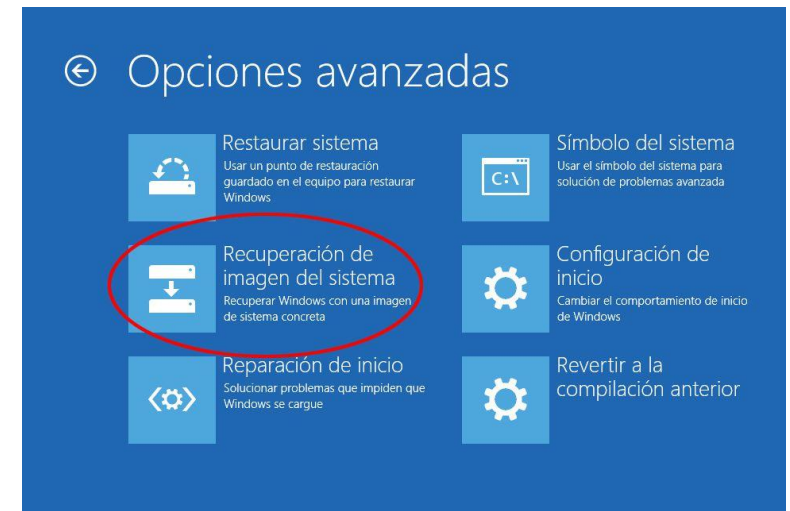 Opciones avanzadas
Restaurar sistema
Usar un punto de restauración
guardado en el equipo para restaurar
Windows
Símbolo del sistema
Usar el símbolo del sistema para
solución de problemas avanzada
C:\
Recuperación de
imagen del sistema
Recuperar Windows con una imagen
de sistema concreta
Configuración de
inicio
Cambiar el comportamiento de inicio
de Windows
Reparación de inicio
Solucionar problemas que impiden que
Windows se cargue
Revertir a la
compilación anterior